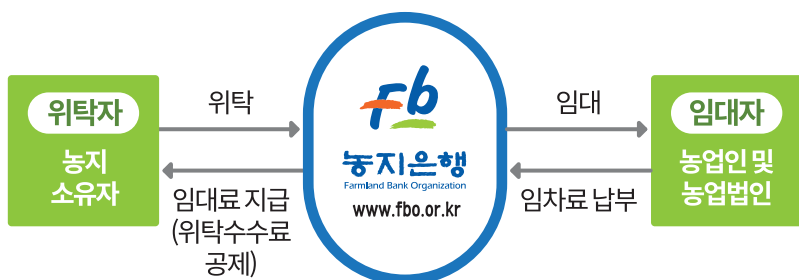 위탁자
농지
소유자
위탁
임대료 지급
(위탁수수료
공제)
Fb
농지은행
Farmland Bank Organization
www.fbo.or.kr
임대
임차료 납부
임대자
농업인 및
농업법인